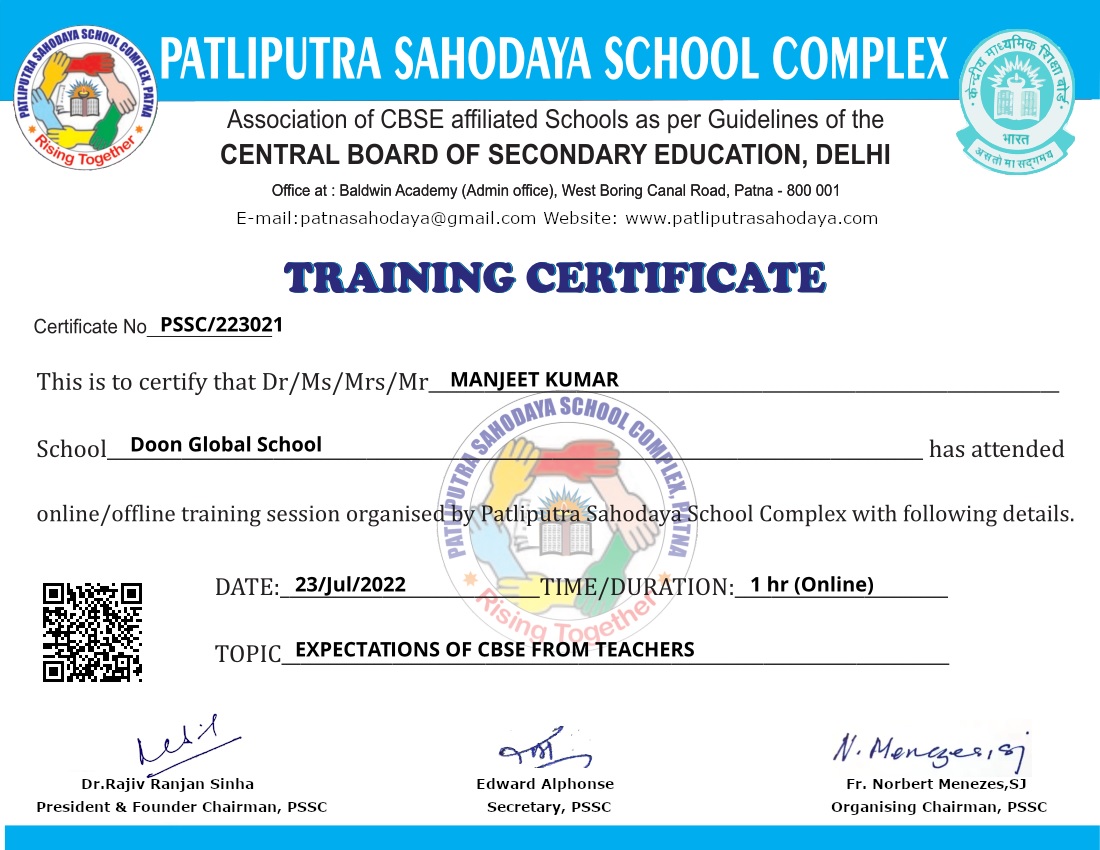 PATLIPUTRA SAHODAYA SCHOOL COMPLEX
PATLIPUTRA SAHODAYA SCHOOL COMPLEX, PATNA
Rising Together
केन्द्रीय माध्यमिक शिक्षा बोर्ड
भारत
असतो मा सद्गमय
Association of CBSE affiliated Schools as per Guidelines of the
CENTRAL BOARD OF SECONDARY EDUCATION, DELHI
Office at : Baldwin Academy (Admin office), West Boring Canal Road, Patna - 800 001
E-mail:patnasahodaya@gmail.com Website: www.patliputrasahodaya.com
TRAINING CERTIFICATE
Certificate No PSSC/223021
This is to certify that Dr/Ms/Mrs/Mr MANJEET KUMAR
School Doon Global School has attended
online/offline training session organised by Patliputra Sahodaya School Complex with following details.
PATLIPUTRA SAHODAYA SCHOOL COMPLEX, PATNA
Rising Together
DATE: 23/Jul/2022 TIME/DURATION: 1 hr (Online)
TOPIC EXPECTATIONS OF CBSE FROM TEACHERS
N. Menezes, sj
Dr.Rajiv Ranjan Sinha Edward Alphonse Fr. Norbert Menezes,SJ
President & Founder Chairman, PSSC Secretary, PSSC Organising Chairman, PSSC